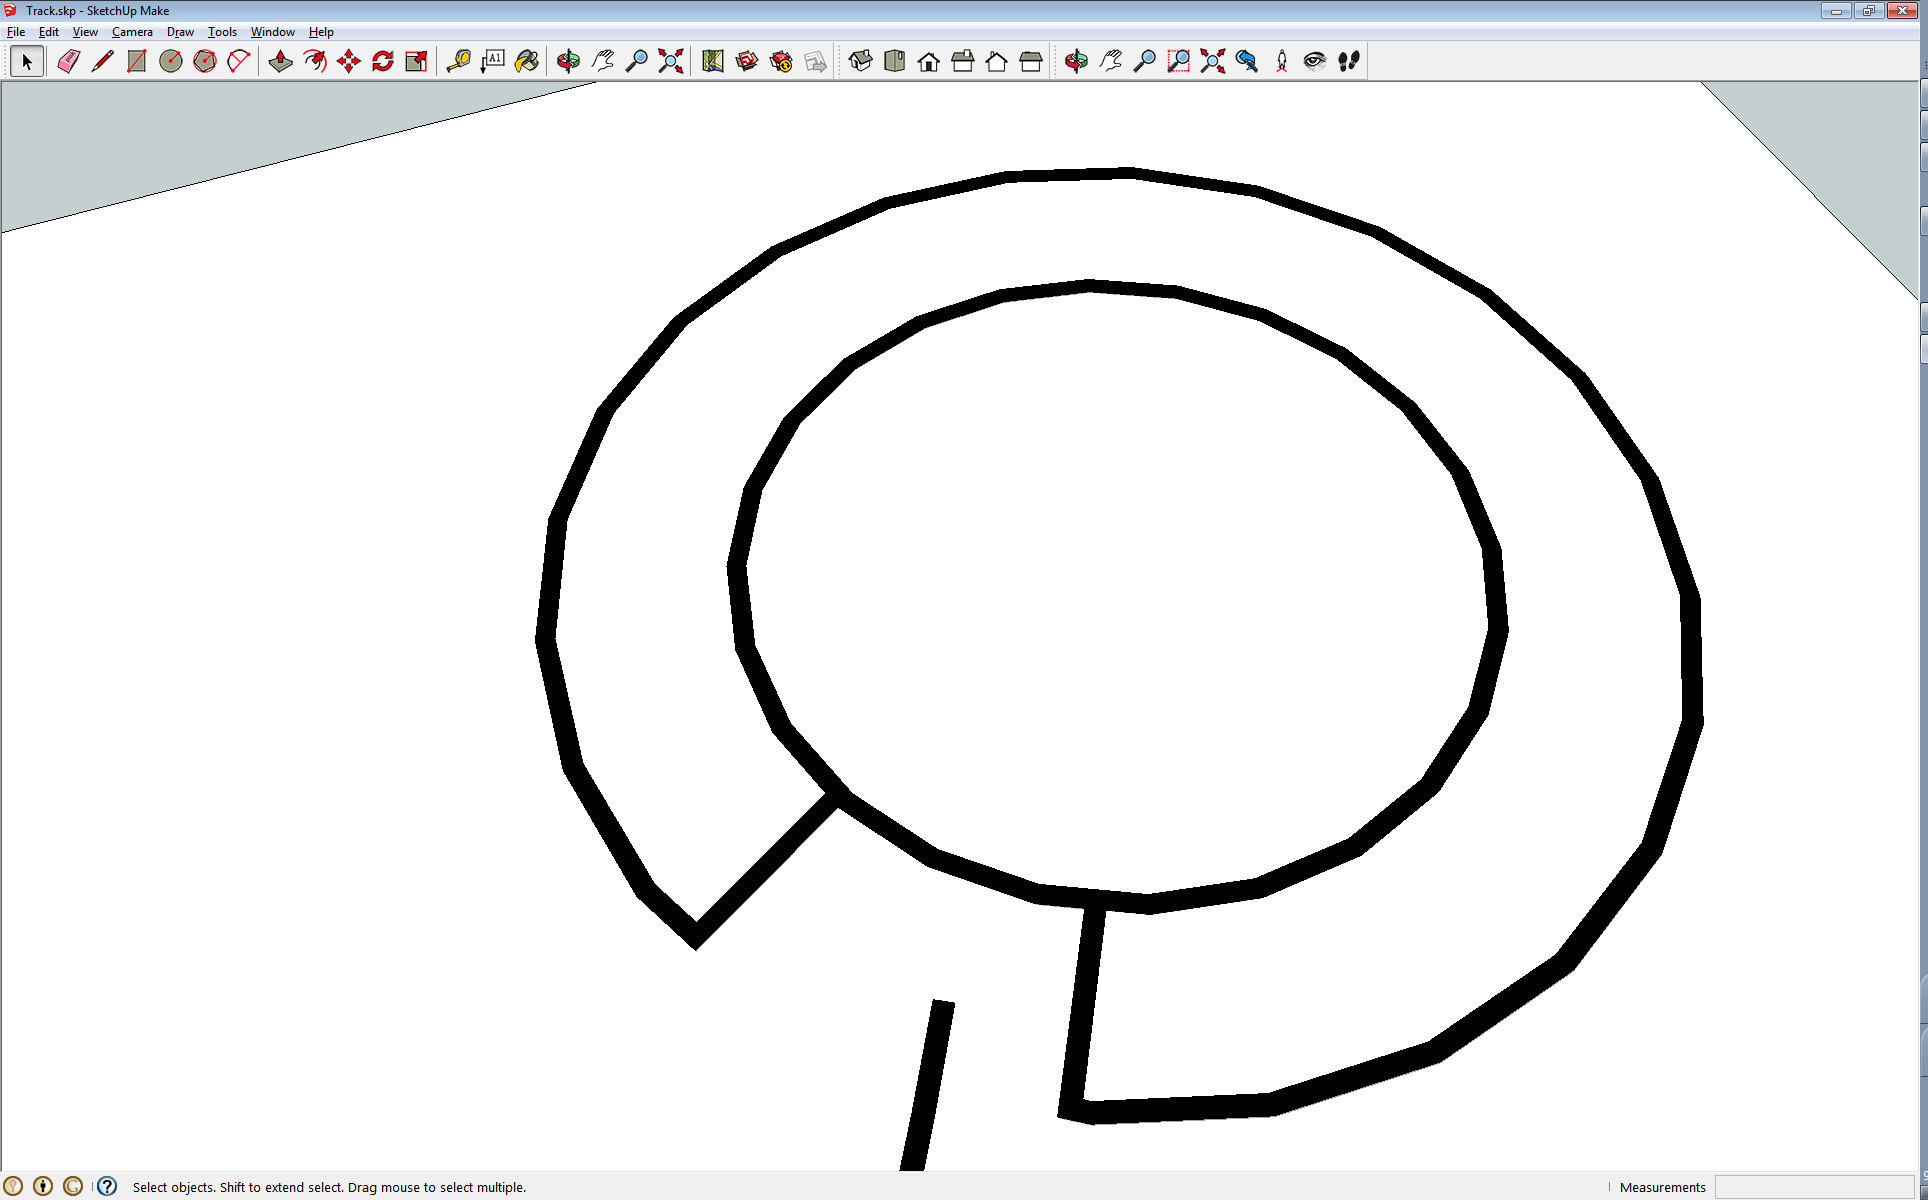 Track.skp - SketchUp Make
File Edit View Camera Draw Tools Window Help
A1
Select objects. Shift to extend select. Drag mouse to select multiple.
Measurements